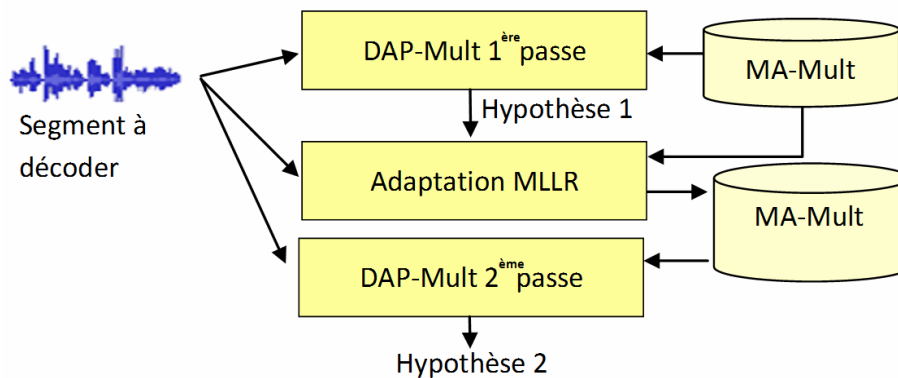 DAP-Mult 1ère passe
MA-Mult
Segment à
décoder
Hypothèse 1
Adaptation MLLR
MA-Mult
DAP-Mult 2ème passe
Hypothèse 2